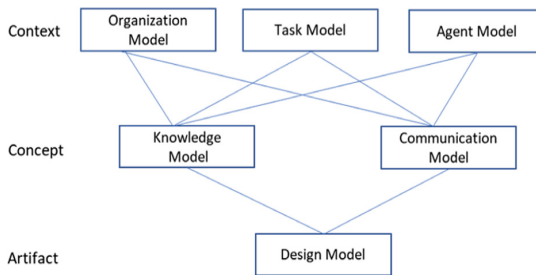 Context
Organization
Model
Task Model
Agent Model
Concept
Knowledge
Model
Communication
Model
Artifact
Design Model